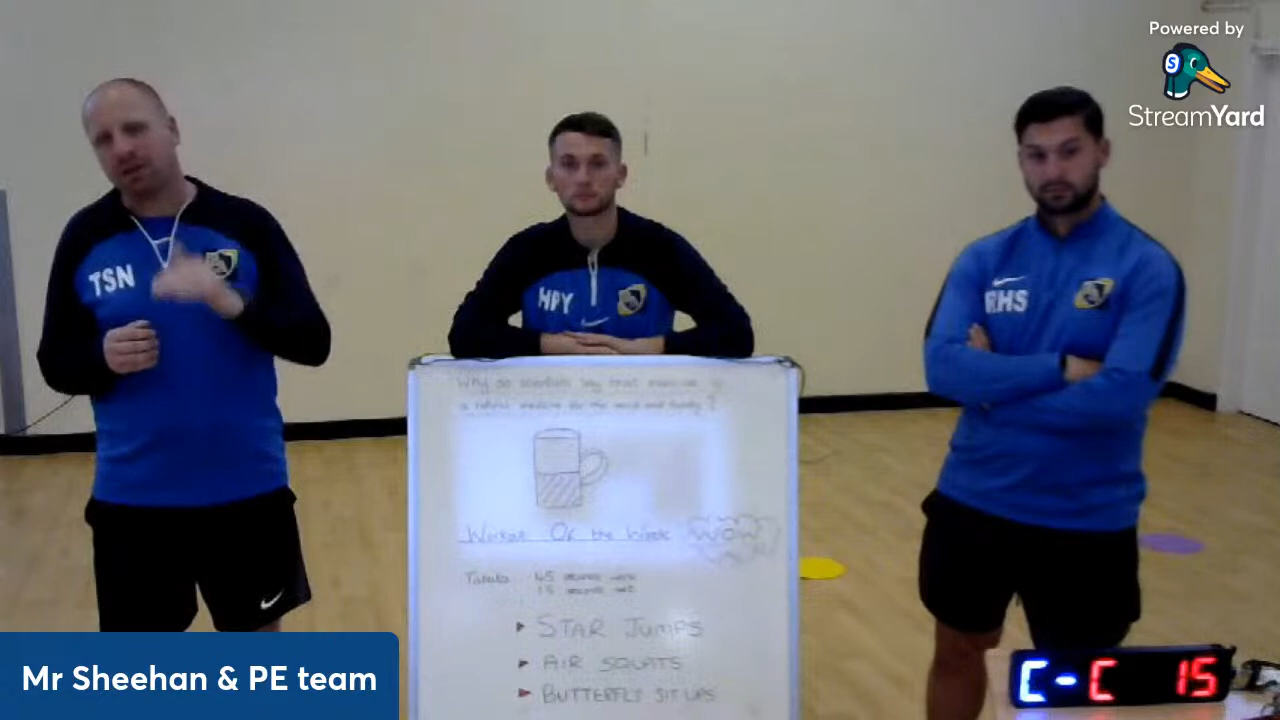 Powered by
StreamYard
TSN
HPY
RHS
Why do scientists say that exercise is
a natural medicine for the mind and body?
Workout Of the Week WOW
Tabata 45 seconds work
15 seconds rest
STAR JUMPS
AIR SQUATS
BUTTERFLY SIT UPS
Mr Sheehan & PE team
C-C 15